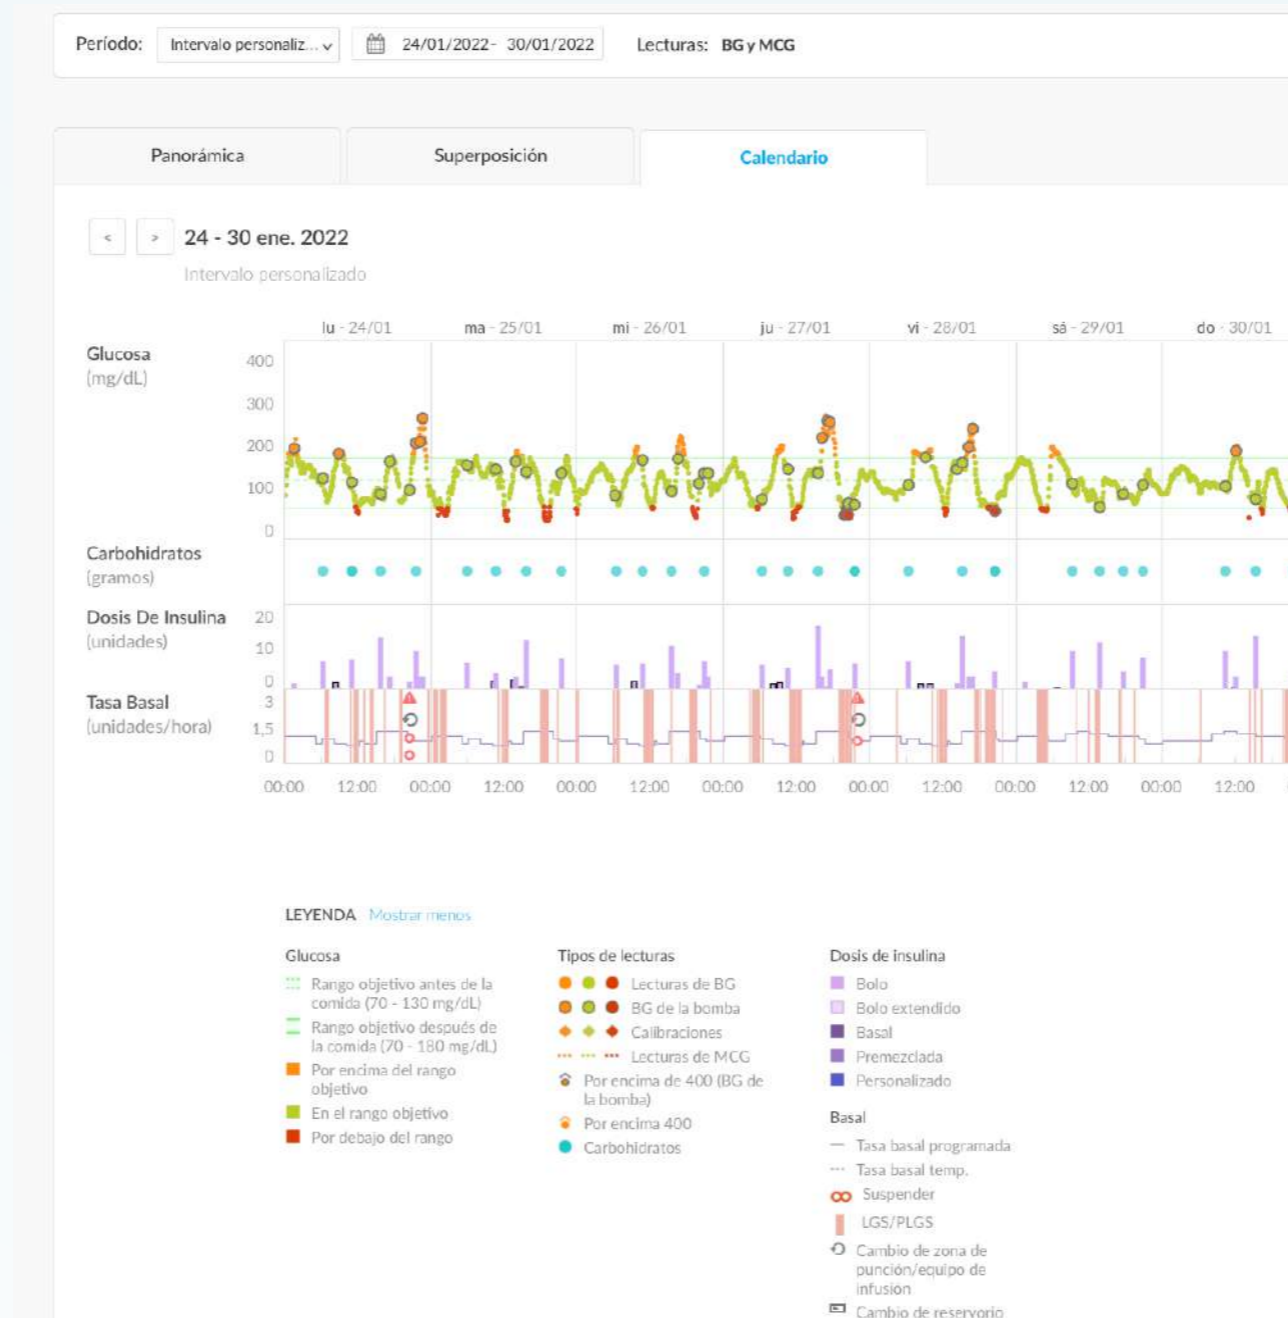 Período: Intervalo personaliz... 24/01/2022- 30/01/2022 Lecturas: BG y MCG
Panorámica Superposición Calendario
< > 24 - 30 ene. 2022
Intervalo personalizado
lu - 24/01 ma - 25/01 mi - 26/01 ju - 27/01 vi - 28/01 sá - 29/01 do - 30/01
Glucosa
(mg/dL)
400
300
200
100
0
Carbohidratos
(gramos)
Dosis De Insulina
(unidades)
20
10
0
Tasa Basal
(unidades/hora)
3
1,5
0
00:00 12:00 00:00 12:00 00:00 12:00 00:00 12:00 00:00 12:00 00:00 12:00 00:00 12:00
LEYENDA Mostrar menos
Glucosa
Rango objetivo antes de la
comida (70 - 130 mg/dL)
Rango objetivo después de
la comida (70 - 180 mg/dL)
Por encima del rango
objetivo
En el rango objetivo
Por debajo del rango
Tipos de lecturas
Lecturas de BG
BG de la bomba
Calibraciones
Lecturas de MCG
Por encima de 400 (BG de
la bomba)
Por encima 400
Carbohidratos
Dosis de insulina
Bolo
Bolo extendido
Basal
Premezclada
Personalizado
Basal
Tasa basal programada
Tasa basal temp.
Suspender
LGS/PLGS
Cambio de zona de
punción/equipo de
infusión
Cambio de reservorio